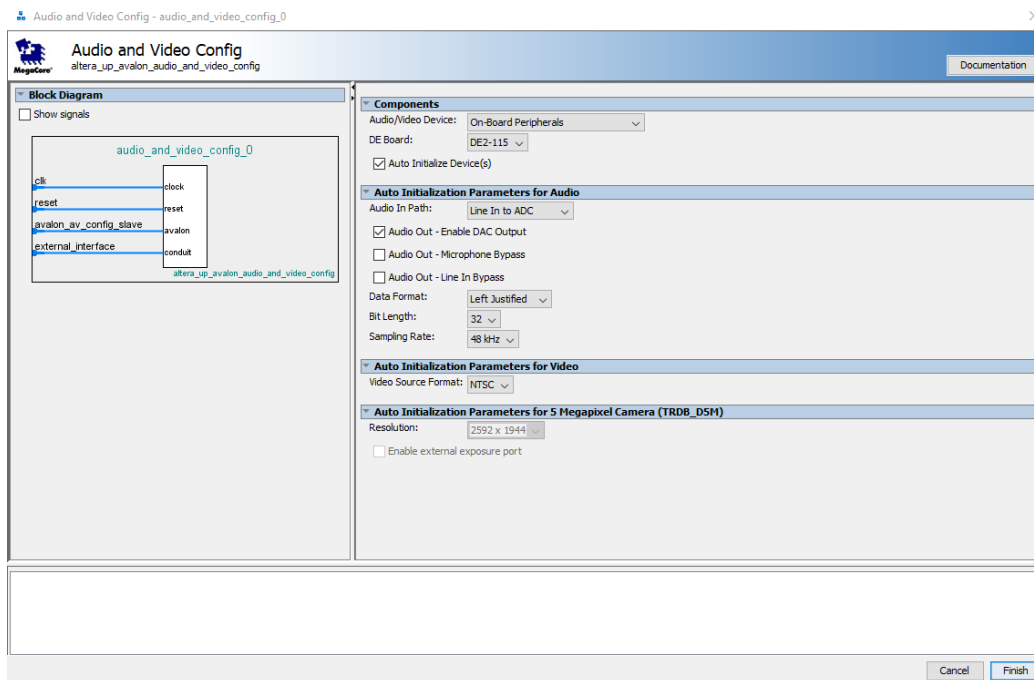 Audio and Video Config - audio_and_video_config_0
MegaCore'
Audio and Video Config
altera_up_avalon_audio_and_video_config
Documentation
Block Diagram
Show signals
audio_and_video_config_0
clk
clock
reset
reset
avalon_av_config_slave
avalon
external_interface
conduit
altera_up_avalon_audio_and_video_config
Components
Audio/Video Device: On-Board Peripherals
DE Board: DE2-115
Auto Initialize Device(s)
Auto Initialization Parameters for Audio
Audio In Path: Line In to ADC
Audio Out - Enable DAC Output
Audio Out - Microphone Bypass
Audio Out - Line In Bypass
Data Format: Left Justified
Bit Length: 32
Sampling Rate: 48 kHz
Auto Initialization Parameters for Video
Video Source Format: NTSC
Auto Initialization Parameters for 5 Megapixel Camera (TRDB_D5M)
Resolution: 2592 x 1944
Enable external exposure port
Cancel Finish